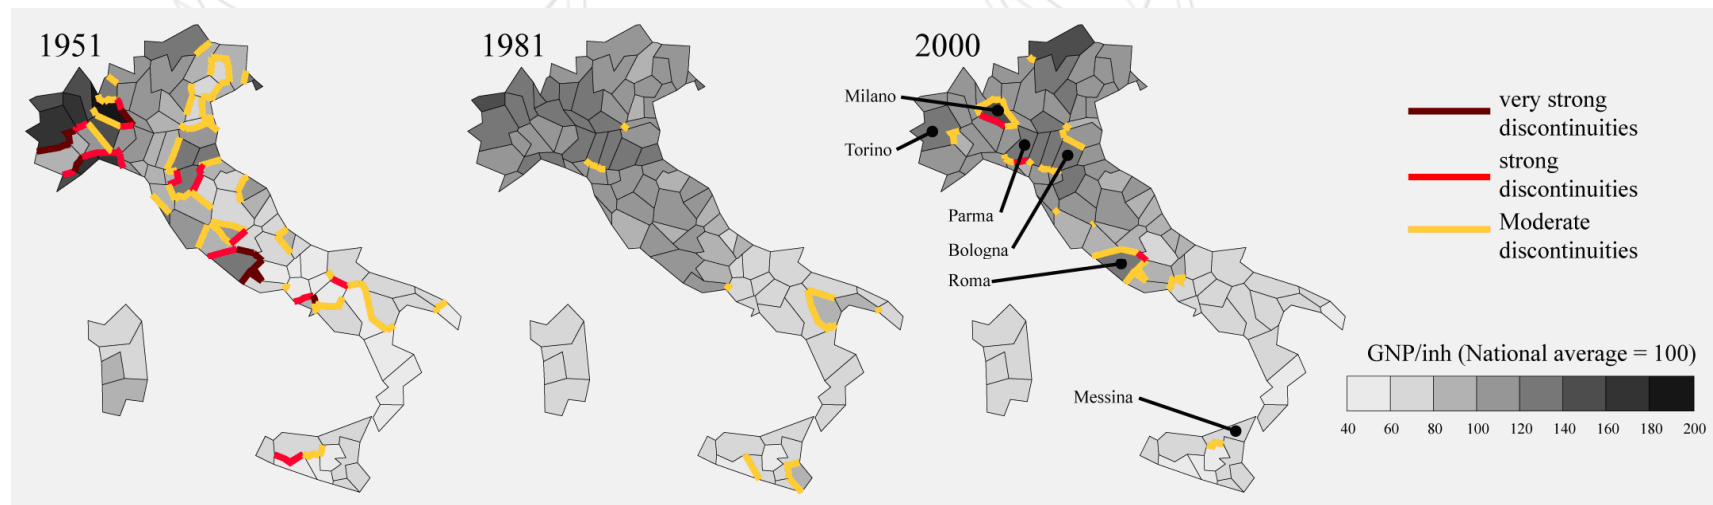 1951
1981
2000
Milano
Torino
Parma
Bologna
Roma
Messina
very strong
discontinuities
strong
discontinuities
Moderate
discontinuities
GNP/inh (National average = 100)
40 60 80 100 120 140 160 180 200